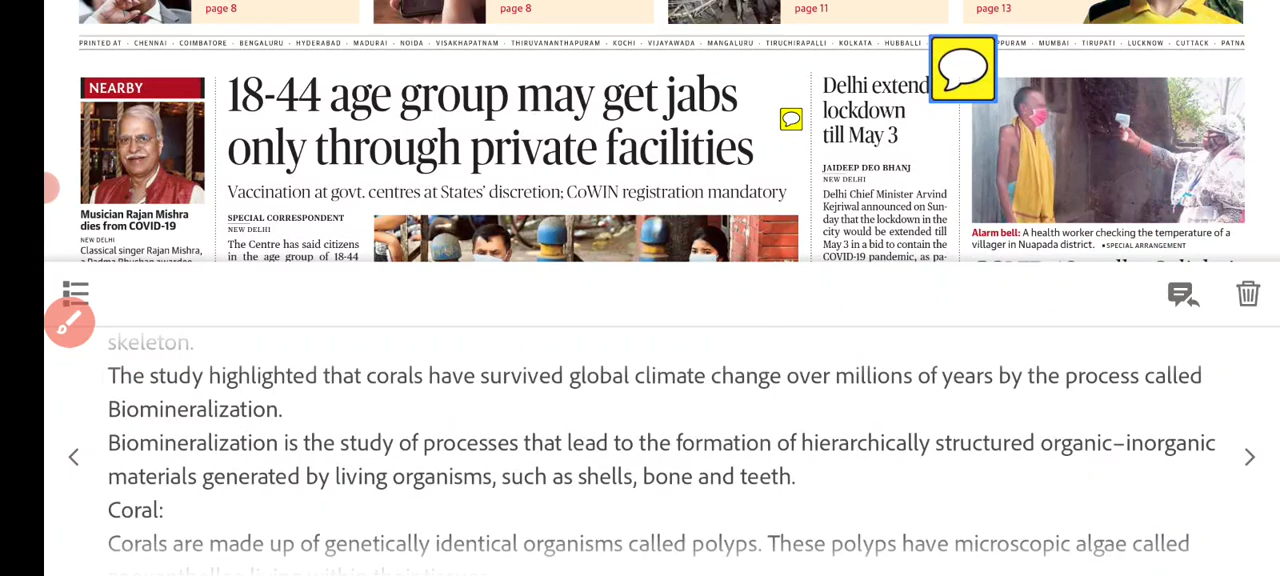 page 8
page 8
page 11
page 13
PRINTED AT · CHENNAI · COIMBATORE · BENGALURU · HYDERABAD · MADURAI · NOIDA · VISAKHAPATNAM · THIRUVANANTHAPURAM · KOCHI · VIJAYAWADA · MANGALURU · TIRUCHIRAPALLI · KOLKATA · HUBBALLI · MUMBAI · TIRUPATI · LUCKNOW · CUTTACK · PATNA
NEARBY
Musician Rajan Mishra
dies from COVID-19
NEW DELHI
Classical singer Rajan Mishra,
18-44 age group may get jabs
only through private facilities
Vaccination at govt. centres at States' discretion; CoWIN registration mandatory
SPECIAL CORRESPONDENT
NEW DELHI
The Centre has said citizens
in the age group of 18-44
Delhi extend
lockdown
till May 3
JAIDEEP DEO BHANJ
NEW DELHI
Delhi Chief Minister Arvind
Kejriwal announced on Sun-
day that the lockdown in the
city would be extended till
May 3 in a bid to contain the
COVID-19 pandemic, as pa-
Alarm bell: A health worker checking the temperature of a
villager in Nuapada district. • SPECIAL ARRANGEMENT
skeleton.
The study highlighted that corals have survived global climate change over millions of years by the process called
Biomineralization.
Biomineralization is the study of processes that lead to the formation of hierarchically structured organic–inorganic
materials generated by living organisms, such as shells, bone and teeth.
Coral:
Corals are made up of genetically identical organisms called polyps. These polyps have microscopic algae called